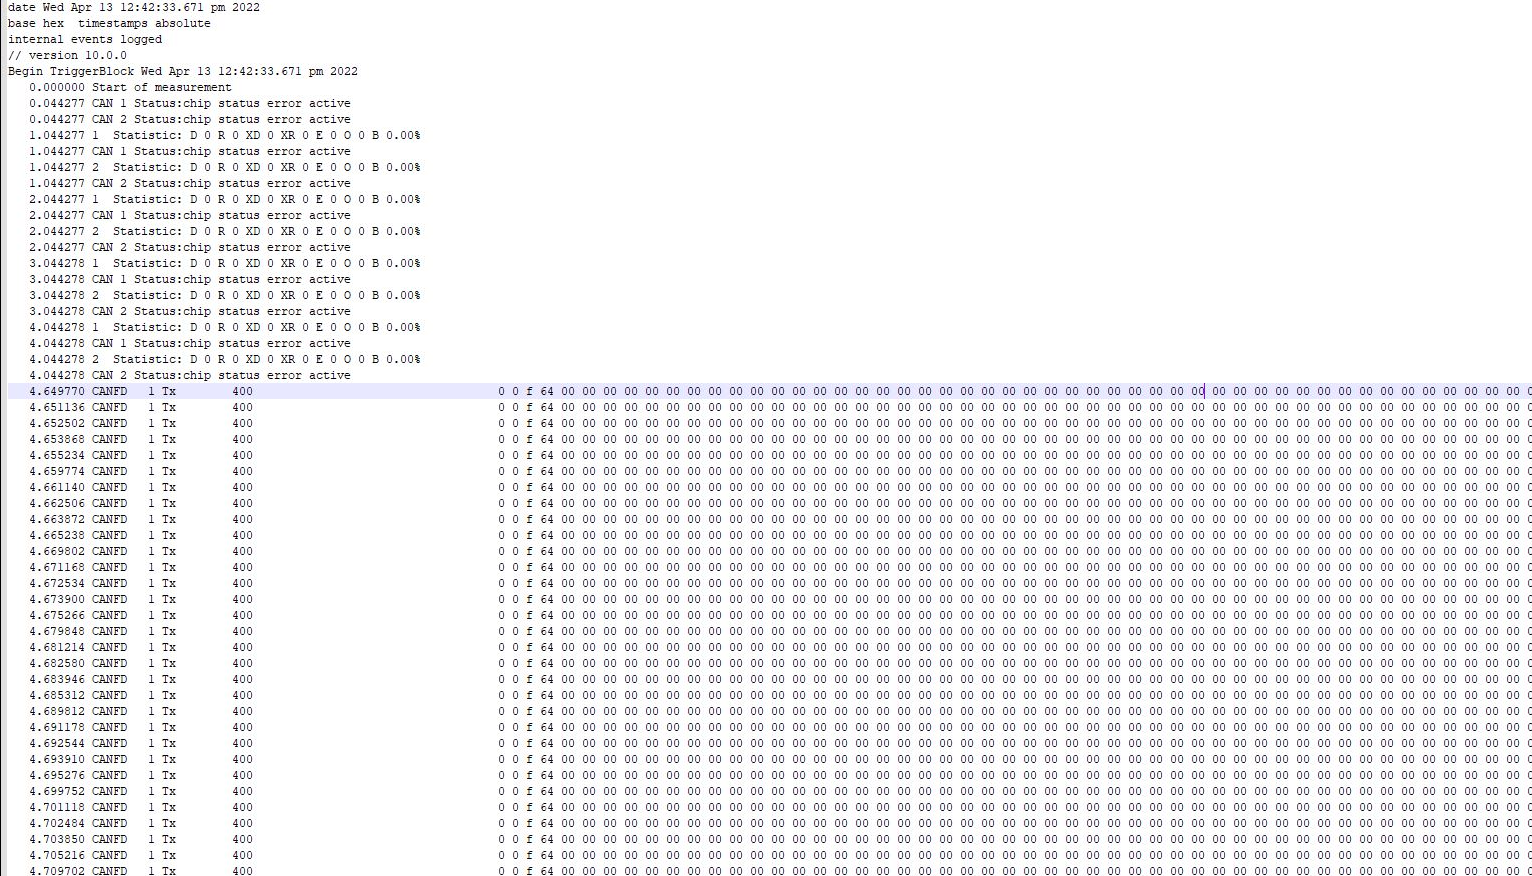 date Wed Apr 13 12:42:33.671 pm 2022
base hex  timestamps absolute
internal events logged
// version 10.0.0
Begin TriggerBlock Wed Apr 13 12:42:33.671 pm 2022
0.000000 Start of measurement
0.044277 CAN 1 Status:chip status error active
0.044277 CAN 2 Status:chip status error active
1.044277 1  Statistic: D 0 R 0 XD 0 XR 0 E 0 O 0 B 0.00%
1.044277 CAN 1 Status:chip status error active
1.044277 2  Statistic: D 0 R 0 XD 0 XR 0 E 0 O 0 B 0.00%
1.044277 CAN 2 Status:chip status error active
2.044277 1  Statistic: D 0 R 0 XD 0 XR 0 E 0 O 0 B 0.00%
2.044277 CAN 1 Status:chip status error active
2.044277 2  Statistic: D 0 R 0 XD 0 XR 0 E 0 O 0 B 0.00%
2.044277 CAN 2 Status:chip status error active
3.044278 1  Statistic: D 0 R 0 XD 0 XR 0 E 0 O 0 B 0.00%
3.044278 CAN 1 Status:chip status error active
3.044278 2  Statistic: D 0 R 0 XD 0 XR 0 E 0 O 0 B 0.00%
3.044278 CAN 2 Status:chip status error active
4.044278 1  Statistic: D 0 R 0 XD 0 XR 0 E 0 O 0 B 0.00%
4.044278 CAN 1 Status:chip status error active
4.044278 2  Statistic: D 0 R 0 XD 0 XR 0 E 0 O 0 B 0.00%
4.044278 CAN 2 Status:chip status error active
4.649770 CANFD 1 Tx 400 0 0 f 64 00 00 00 00 00 00 00 00 00 00 00 00 00 00 00 00 00 00 00 00 00 00 00 00 00 00 00 00 00 00 00 00 00 00 00 00 00 00 00 00 00 00 00 00 00 00
4.651136 CANFD 1 Tx 400 0 0 f 64 00 00 00 00 00 00 00 00 00 00 00 00 00 00 00 00 00 00 00 00 00 00 00 00 00 00 00 00 00 00 00 00 00 00 00 00 00 00 00 00 00 00 00 00 00 00
4.652502 CANFD 1 Tx 400 0 0 f 64 00 00 00 00 00 00 00 00 00 00 00 00 00 00 00 00 00 00 00 00 00 00 00 00 00 00 00 00 00 00 00 00 00 00 00 00 00 00 00 00 00 00 00 00 00 00
4.653868 CANFD 1 Tx 400 0 0 f 64 00 00 00 00 00 00 00 00 00 00 00 00 00 00 00 00 00 00 00 00 00 00 00 00 00 00 00 00 00 00 00 00 00 00 00 00 00 00 00 00 00 00 00 00 00 00
4.655234 CANFD 1 Tx 400 0 0 f 64 00 00 00 00 00 00 00 00 00 00 00 00 00 00 00 00 00 00 00 00 00 00 00 00 00 00 00 00 00 00 00 00 00 00 00 00 00 00 00 00 00 00 00 00 00 00
4.659774 CANFD 1 Tx 400 0 0 f 64 00 00 00 00 00 00 00 00 00 00 00 00 00 00 00 00 00 00 00 00 00 00 00 00 00 00 00 00 00 00 00 00 00 00 00 00 00 00 00 00 00 00 00 00 00 00
4.661140 CANFD 1 Tx 400 0 0 f 64 00 00 00 00 00 00 00 00 00 00 00 00 00 00 00 00 00 00 00 00 00 00 00 00 00 00 00 00 00 00 00 00 00 00 00 00 00 00 00 00 00 00 00 00 00 00
4.662506 CANFD 1 Tx 400 0 0 f 64 00 00 00 00 00 00 00 00 00 00 00 00 00 00 00 00 00 00 00 00 00 00 00 00 00 00 00 00 00 00 00 00 00 00 00 00 00 00 00 00 00 00 00 00 00 00
4.663872 CANFD 1 Tx 400 0 0 f 64 00 00 00 00 00 00 00 00 00 00 00 00 00 00 00 00 00 00 00 00 00 00 00 00 00 00 00 00 00 00 00 00 00 00 00 00 00 00 00 00 00 00 00 00 00 00
4.665238 CANFD 1 Tx 400 0 0 f 64 00 00 00 00 00 00 00 00 00 00 00 00 00 00 00 00 00 00 00 00 00 00 00 00 00 00 00 00 00 00 00 00 00 00 00 00 00 00 00 00 00 00 00 00 00 00
4.669802 CANFD 1 Tx 400 0 0 f 64 00 00 00 00 00 00 00 00 00 00 00 00 00 00 00 00 00 00 00 00 00 00 00 00 00 00 00 00 00 00 00 00 00 00 00 00 00 00 00 00 00 00 00 00 00 00
4.671168 CANFD 1 Tx 400 0 0 f 64 00 00 00 00 00 00 00 00 00 00 00 00 00 00 00 00 00 00 00 00 00 00 00 00 00 00 00 00 00 00 00 00 00 00 00 00 00 00 00 00 00 00 00 00 00 00
4.672534 CANFD 1 Tx 400 0 0 f 64 00 00 00 00 00 00 00 00 00 00 00 00 00 00 00 00 00 00 00 00 00 00 00 00 00 00 00 00 00 00 00 00 00 00 00 00 00 00 00 00 00 00 00 00 00 00
4.673900 CANFD 1 Tx 400 0 0 f 64 00 00 00 00 00 00 00 00 00 00 00 00 00 00 00 00 00 00 00 00 00 00 00 00 00 00 00 00 00 00 00 00 00 00 00 00 00 00 00 00 00 00 00 00 00 00
4.675266 CANFD 1 Tx 400 0 0 f 64 00 00 00 00 00 00 00 00 00 00 00 00 00 00 00 00 00 00 00 00 00 00 00 00 00 00 00 00 00 00 00 00 00 00 00 00 00 00 00 00 00 00 00 00 00 00
4.679848 CANFD 1 Tx 400 0 0 f 64 00 00 00 00 00 00 00 00 00 00 00 00 00 00 00 00 00 00 00 00 00 00 00 00 00 00 00 00 00 00 00 00 00 00 00 00 00 00 00 00 00 00 00 00 00 00
4.681214 CANFD 1 Tx 400 0 0 f 64 00 00 00 00 00 00 00 00 00 00 00 00 00 00 00 00 00 00 00 00 00 00 00 00 00 00 00 00 00 00 00 00 00 00 00 00 00 00 00 00 00 00 00 00 00 00
4.682580 CANFD 1 Tx 400 0 0 f 64 00 00 00 00 00 00 00 00 00 00 00 00 00 00 00 00 00 00 00 00 00 00 00 00 00 00 00 00 00 00 00 00 00 00 00 00 00 00 00 00 00 00 00 00 00 00
4.683946 CANFD 1 Tx 400 0 0 f 64 00 00 00 00 00 00 00 00 00 00 00 00 00 00 00 00 00 00 00 00 00 00 00 00 00 00 00 00 00 00 00 00 00 00 00 00 00 00 00 00 00 00 00 00 00 00
4.685312 CANFD 1 Tx 400 0 0 f 64 00 00 00 00 00 00 00 00 00 00 00 00 00 00 00 00 00 00 00 00 00 00 00 00 00 00 00 00 00 00 00 00 00 00 00 00 00 00 00 00 00 00 00 00 00 00
4.689812 CANFD 1 Tx 400 0 0 f 64 00 00 00 00 00 00 00 00 00 00 00 00 00 00 00 00 00 00 00 00 00 00 00 00 00 00 00 00 00 00 00 00 00 00 00 00 00 00 00 00 00 00 00 00 00 00
4.691178 CANFD 1 Tx 400 0 0 f 64 00 00 00 00 00 00 00 00 00 00 00 00 00 00 00 00 00 00 00 00 00 00 00 00 00 00 00 00 00 00 00 00 00 00 00 00 00 00 00 00 00 00 00 00 00 00
4.692544 CANFD 1 Tx 400 0 0 f 64 00 00 00 00 00 00 00 00 00 00 00 00 00 00 00 00 00 00 00 00 00 00 00 00 00 00 00 00 00 00 00 00 00 00 00 00 00 00 00 00 00 00 00 00 00 00
4.693910 CANFD 1 Tx 400 0 0 f 64 00 00 00 00 00 00 00 00 00 00 00 00 00 00 00 00 00 00 00 00 00 00 00 00 00 00 00 00 00 00 00 00 00 00 00 00 00 00 00 00 00 00 00 00 00 00
4.695276 CANFD 1 Tx 400 0 0 f 64 00 00 00 00 00 00 00 00 00 00 00 00 00 00 00 00 00 00 00 00 00 00 00 00 00 00 00 00 00 00 00 00 00 00 00 00 00 00 00 00 00 00 00 00 00 00
4.699752 CANFD 1 Tx 400 0 0 f 64 00 00 00 00 00 00 00 00 00 00 00 00 00 00 00 00 00 00 00 00 00 00 00 00 00 00 00 00 00 00 00 00 00 00 00 00 00 00 00 00 00 00 00 00 00 00
4.701118 CANFD 1 Tx 400 0 0 f 64 00 00 00 00 00 00 00 00 00 00 00 00 00 00 00 00 00 00 00 00 00 00 00 00 00 00 00 00 00 00 00 00 00 00 00 00 00 00 00 00 00 00 00 00 00 00
4.702484 CANFD 1 Tx 400 0 0 f 64 00 00 00 00 00 00 00 00 00 00 00 00 00 00 00 00 00 00 00 00 00 00 00 00 00 00 00 00 00 00 00 00 00 00 00 00 00 00 00 00 00 00 00 00 00 00
4.703850 CANFD 1 Tx 400 0 0 f 64 00 00 00 00 00 00 00 00 00 00 00 00 00 00 00 00 00 00 00 00 00 00 00 00 00 00 00 00 00 00 00 00 00 00 00 00 00 00 00 00 00 00 00 00 00 00
4.705216 CANFD 1 Tx 400 0 0 f 64 00 00 00 00 00 00 00 00 00 00 00 00 00 00 00 00 00 00 00 00 00 00 00 00 00 00 00 00 00 00 00 00 00 00 00 00 00 00 00 00 00 00 00 00 00 00
4.709702 CANFD 1 Tx 400 0 0 f 64 00 00 00 00 00 00 00 00 00 00 00 00 00 00 00 00 00 00 00 00 00 00 00 00 00 00 00 00 00 00 00 00 00 00 00 00 00 00 00 00 00 00 00 00 00 00